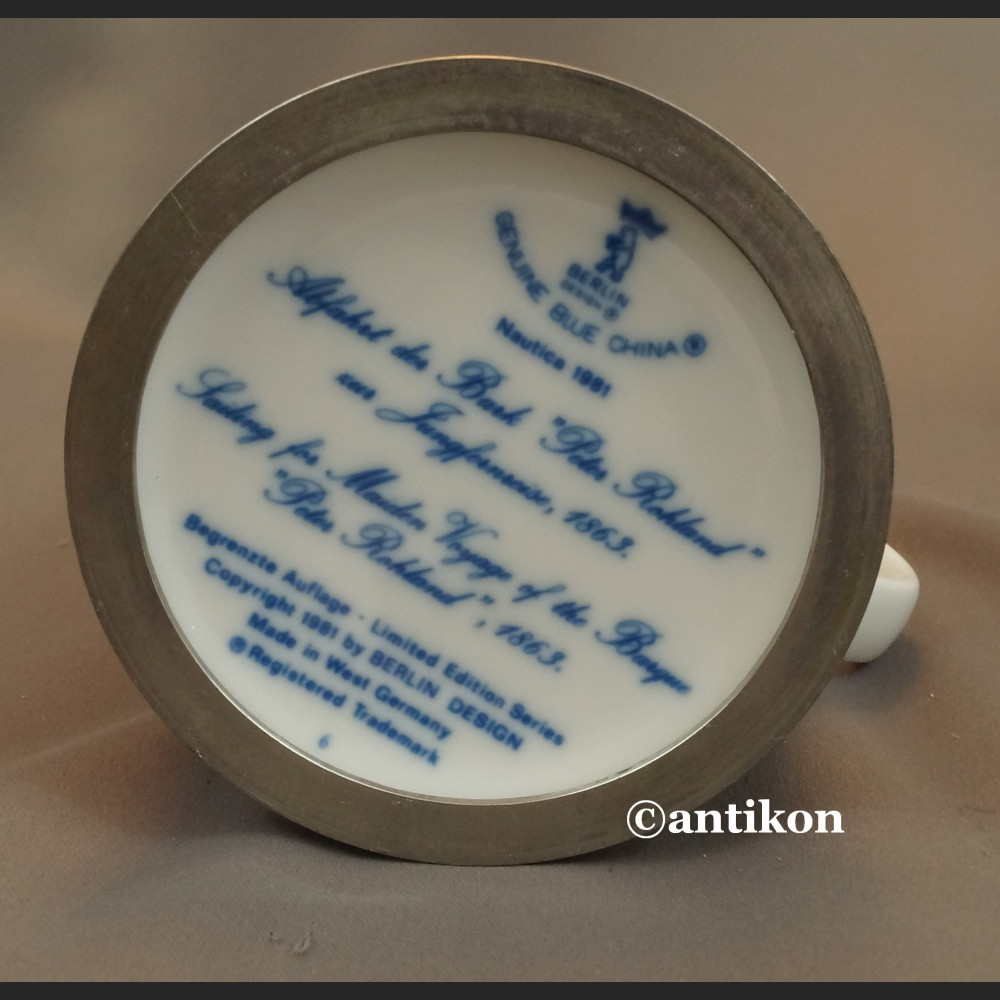 BERLIN
DESIGN ®
GENUINE BLUE CHINA ®
Nautica 1981
Abfahrt der Bark "Peter Rohland"
zur Jungfernreise, 1863.
Sailing for Maiden Voyage of the Barque
"Peter Rohland", 1863.
Begrenzte Auflage - Limited Edition Series
Copyright 1981 by BERLIN DESIGN
Made in West Germany
®Registered Trademark
6
©antikon